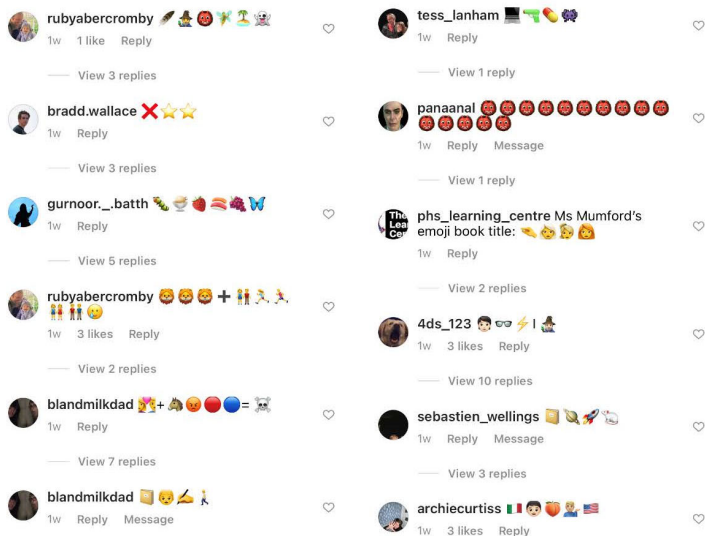 rubyabercromby 🪶🧙‍♀️👹🧚🏝️👻
1w 1 like Reply
View 3 replies
bradd.wallace ❌⭐⭐
1w Reply
View 3 replies
gurnoor._.batth 🐛🍧🍓🍣🍇🦋
1w Reply
View 5 replies
rubyabercromby 🦁🦁🦁➕👬🏃🏃
👫👬🥲
1w 3 likes Reply
View 2 replies
blandmilkdad 💏+ 🐴😡🔴🔵= ☠️
1w Reply
View 7 replies
blandmilkdad 📔👴✍️🚶
1w Reply Message
tess_lanham 💻🔫💊👾
1w Reply
View 1 reply
panaanal 👹👹👹👹👹👹👹👹👹👹
👹👹👹👹👹
1w Reply Message
View 1 reply
The
Lea
Cen
phs_learning_centre Ms Mumford's
emoji book title: 🫲👵👱‍♀️👩‍🦰
1w Reply
View 2 replies
4ds_123 👦🏻👓⚡| 🧙🏻‍♀️
1w 3 likes Reply
View 10 replies
sebastien_wellings 📔🪐🚀🐁
1w Reply Message
View 3 replies
archiecurtiss 🇮🇹👦🏻🍑💁🏼‍♂️🇺🇸
1w 3 likes Reply